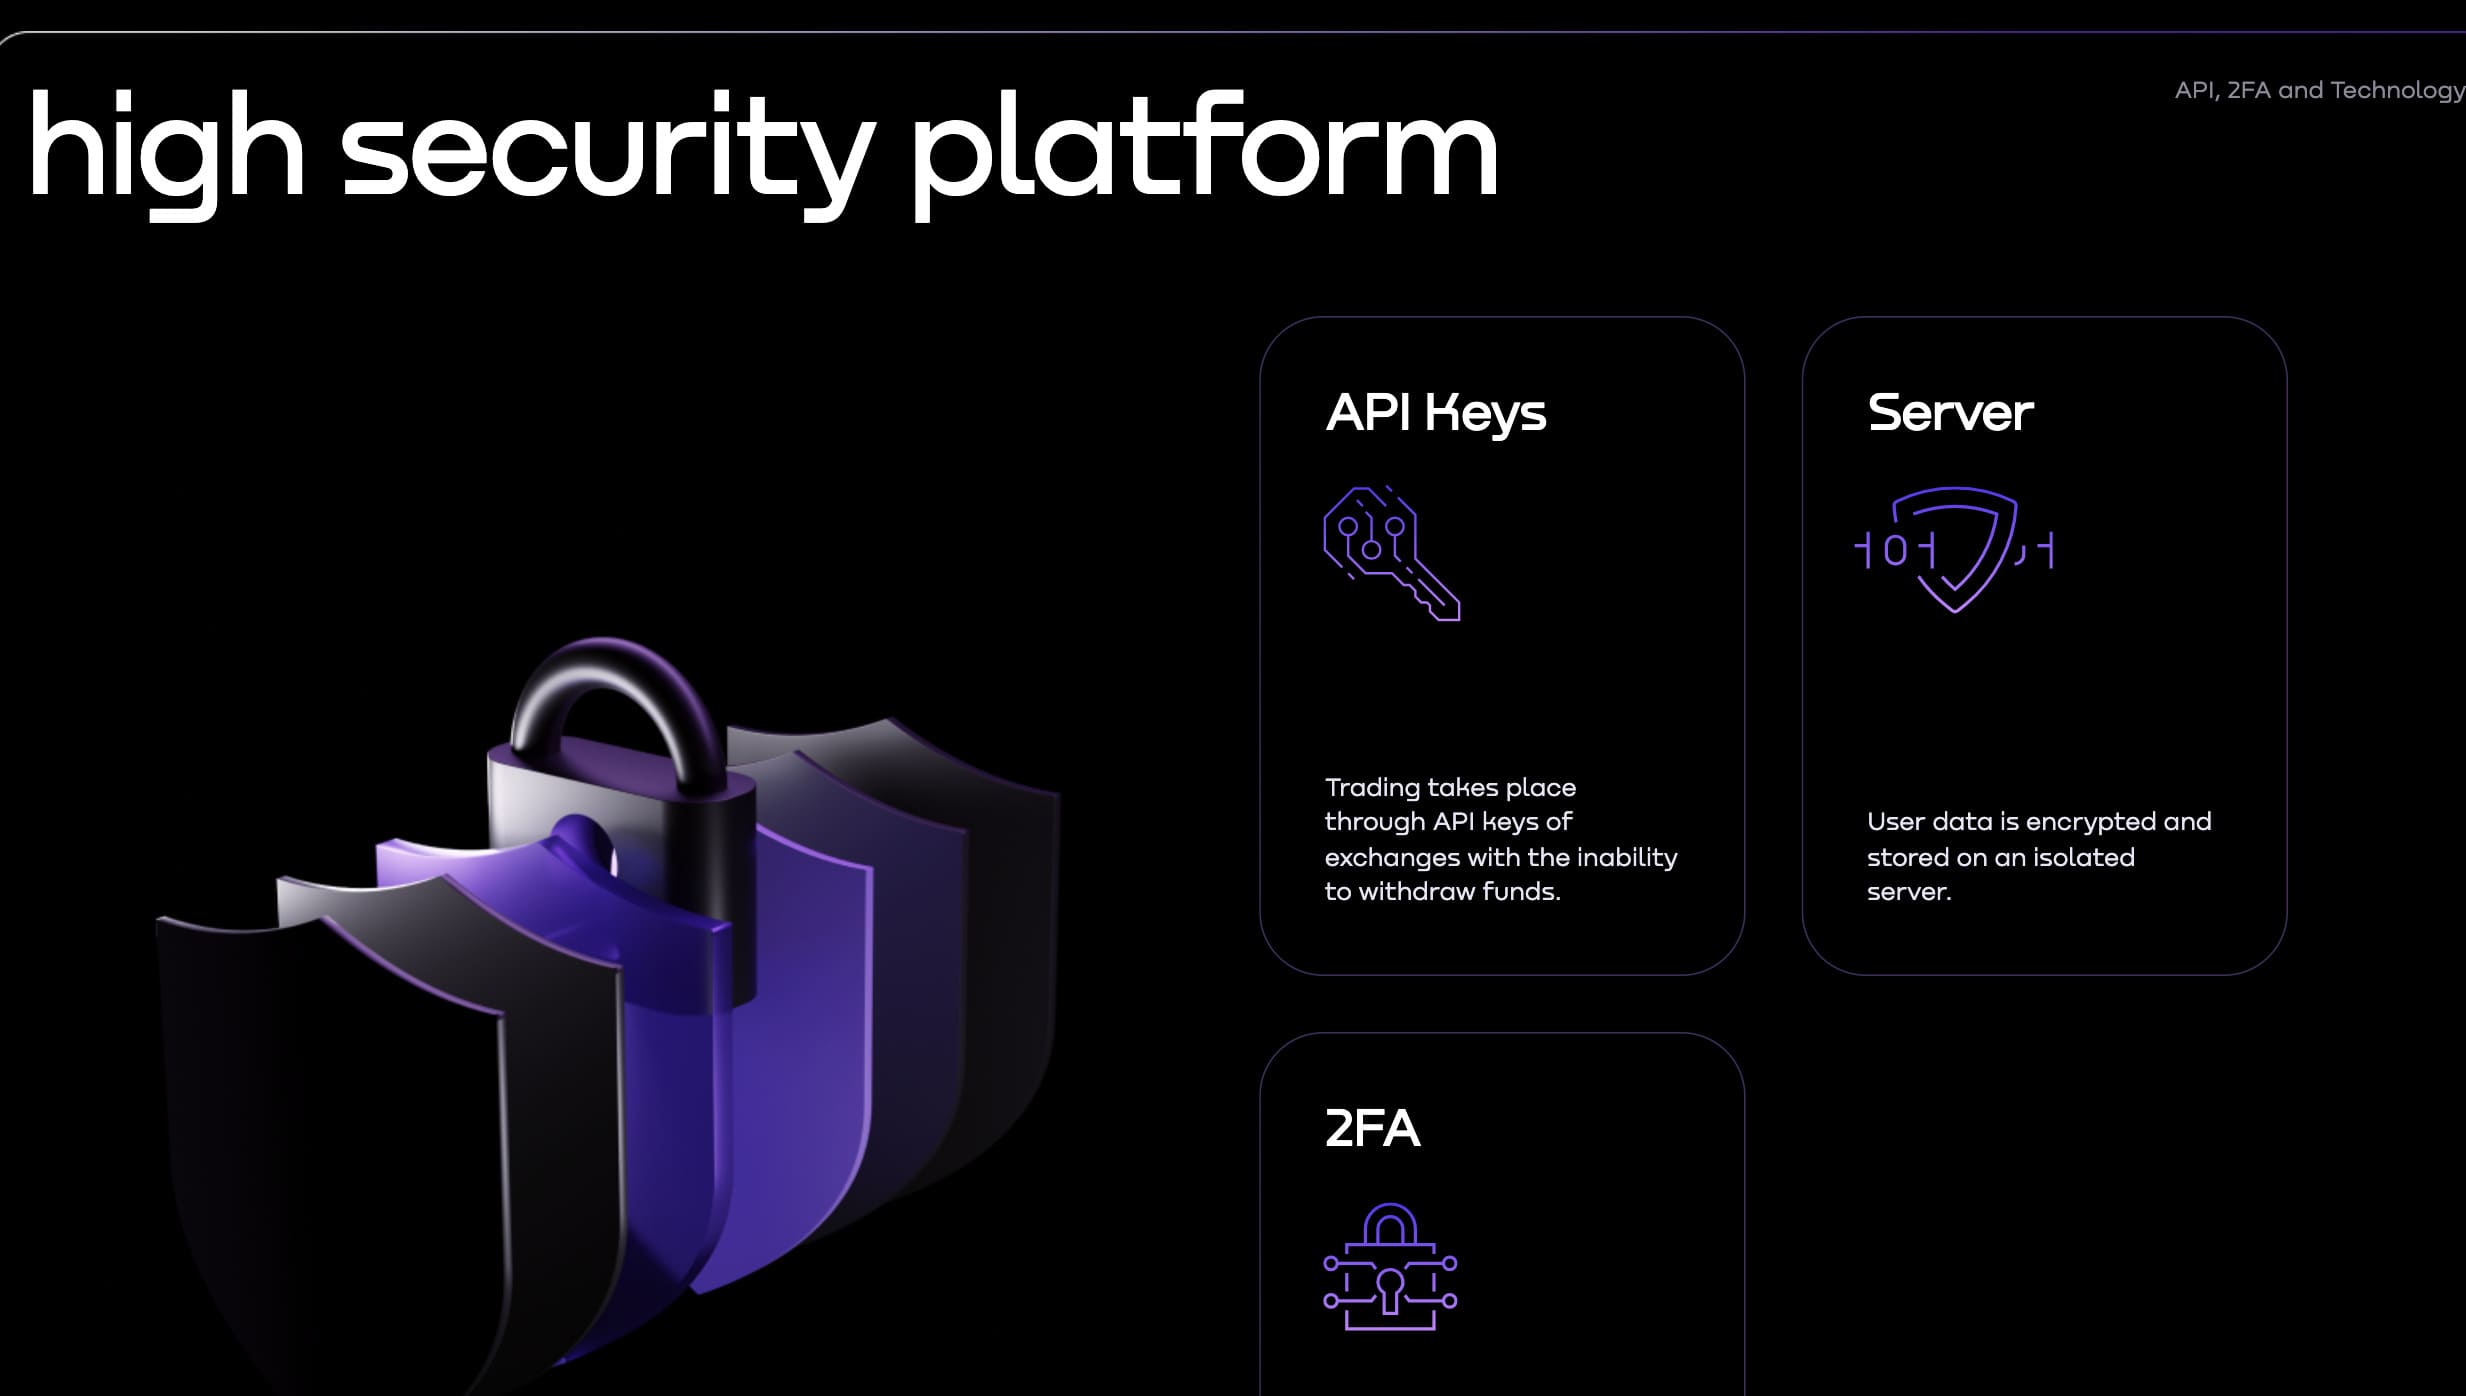 high security platform
API, 2FA and Technology
API Keys
Trading takes place
through API keys of
exchanges with the inability
to withdraw funds.
Server
User data is encrypted and
stored on an isolated
server.
2FA